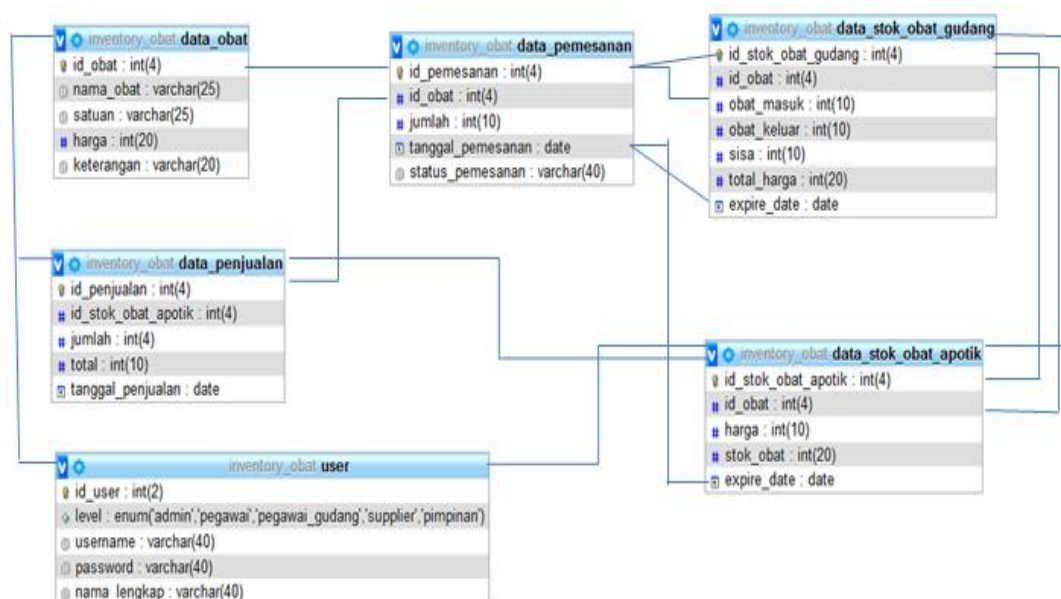 inventory_obat data_obat
id_obat : int(4)
nama_obat : varchar(25)
satuan : varchar(25)
harga : int(20)
keterangan : varchar(20)
inventory_obat data_pemesanan
id_pemesanan : int(4)
id_obat : int(4)
jumlah : int(10)
tanggal_pemesanan : date
status_pemesanan : varchar(40)
inventory_obat data_stok_obat_gudang
id_stok_obat_gudang : int(4)
id_obat : int(4)
obat_masuk : int(10)
obat_keluar : int(10)
sisa : int(10)
total_harga : int(20)
expire_date : date
inventory_obat data_penjualan
id_penjualan : int(4)
id_stok_obat_apotik : int(4)
jumlah : int(4)
total : int(10)
tanggal_penjualan : date
inventory_obat data_stok_obat_apotik
id_stok_obat_apotik : int(4)
id_obat : int(4)
harga : int(10)
stok_obat : int(20)
expire_date : date
inventory_obat user
id_user : int(2)
level : enum('admin','pegawai','pegawai_gudang','supplier','pimpinan')
username : varchar(40)
password : varchar(40)
nama_lengkap : varchar(40)